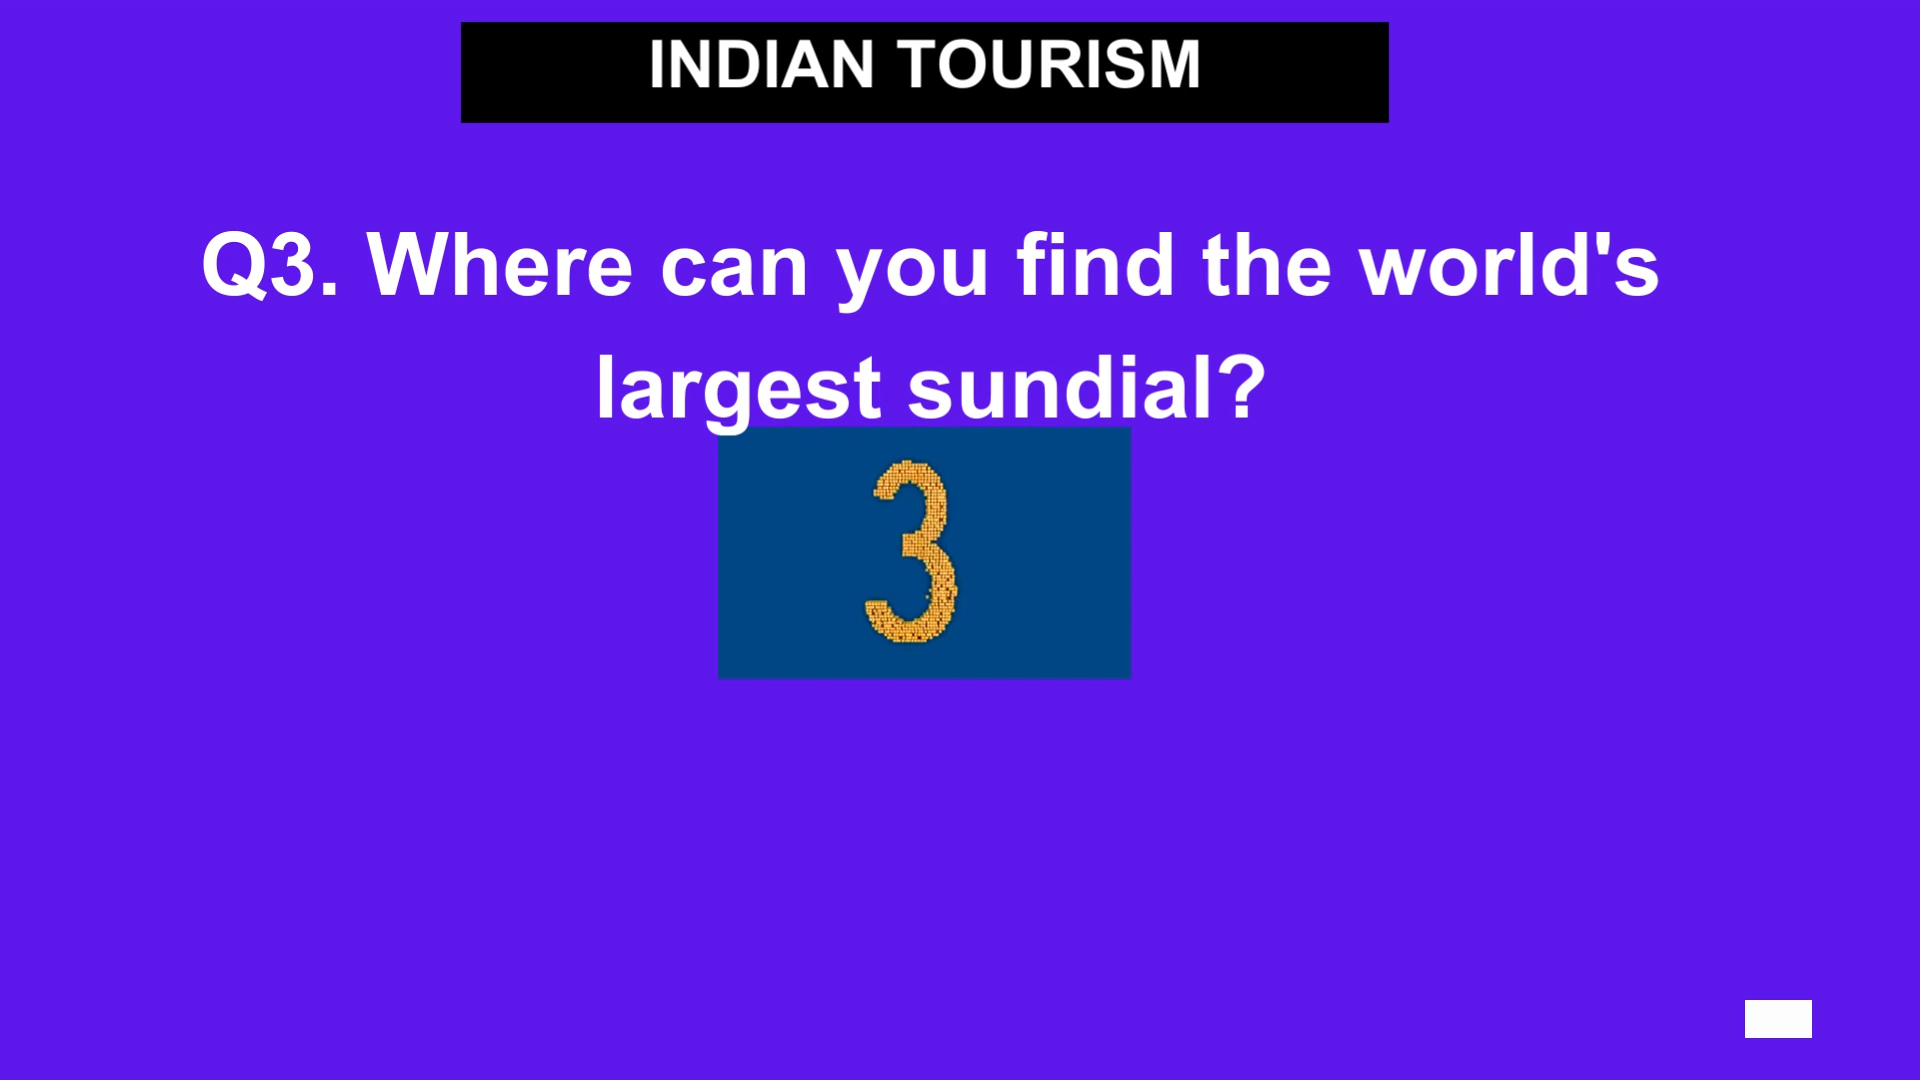 INDIAN TOURISM
Q3. Where can you find the world's
largest sundial?
3